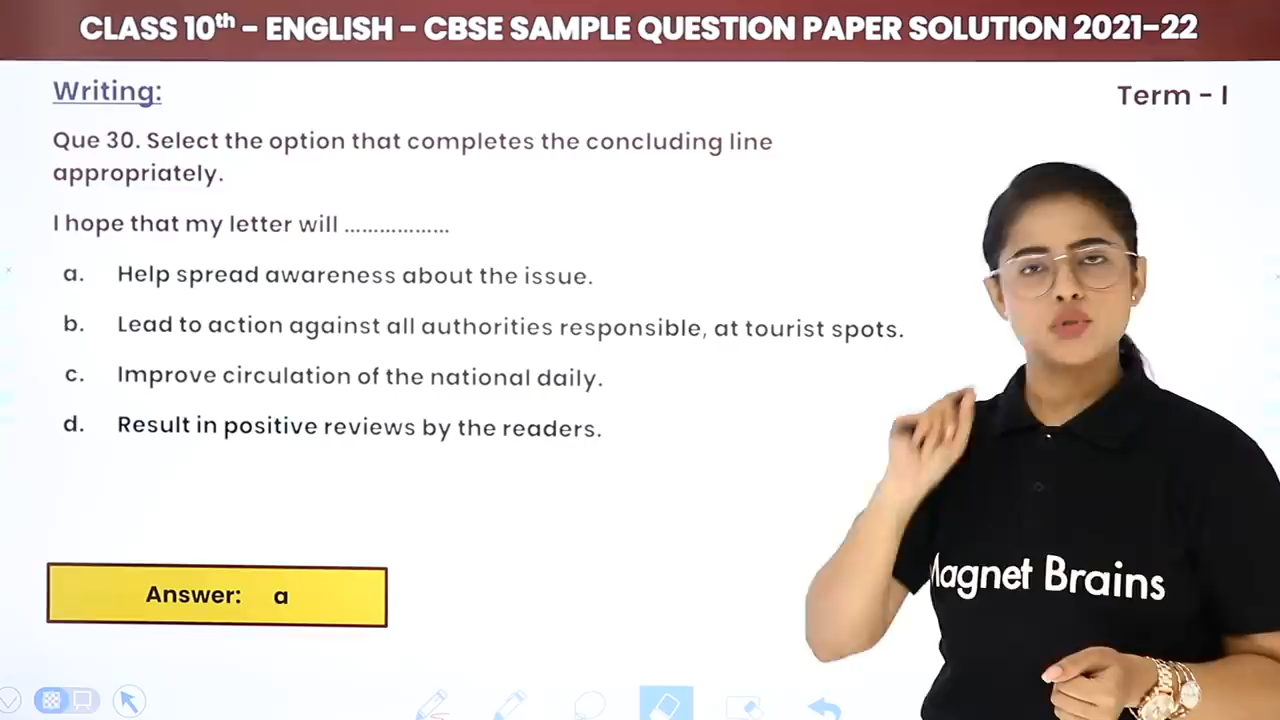 CLASS 10th - ENGLISH - CBSE SAMPLE QUESTION PAPER SOLUTION 2021-22
Writing:
Term - I
Que 30. Select the option that completes the concluding line
appropriately.
I hope that my letter will ..................
a. Help spread awareness about the issue.
b. Lead to action against all authorities responsible, at tourist spots.
c. Improve circulation of the national daily.
d. Result in positive reviews by the readers.
Answer: a
Magnet Brains